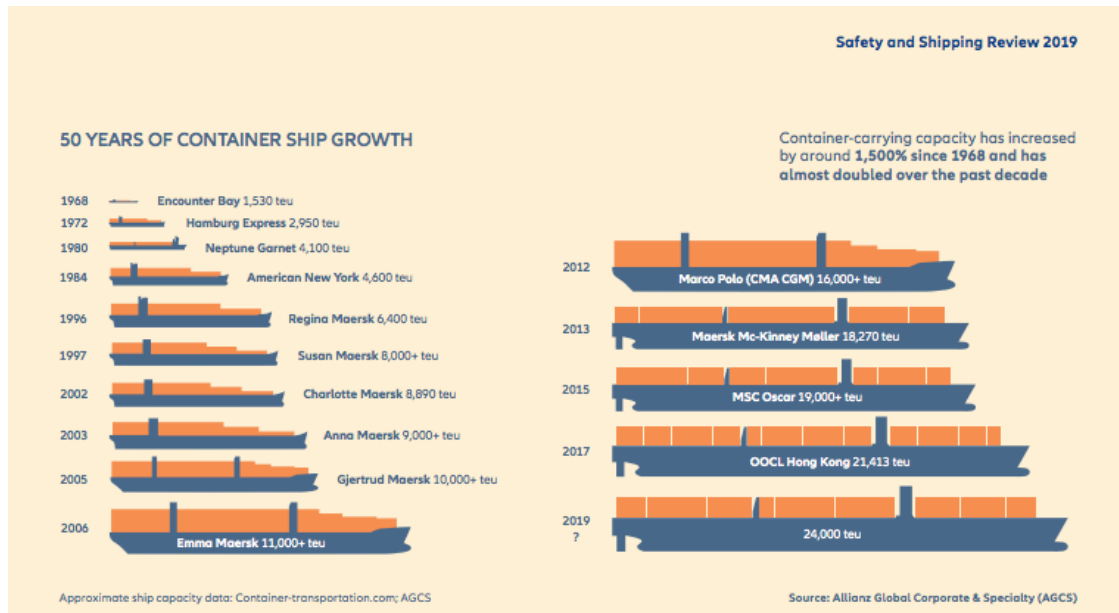 Safety and Shipping Review 2019
50 YEARS OF CONTAINER SHIP GROWTH
Container-carrying capacity has increased
by around 1,500% since 1968 and has
almost doubled over the past decade
1968 Encounter Bay 1,530 teu
1972 Hamburg Express 2,950 teu
1980 Neptune Garnet 4,100 teu
1984 American New York 4,600 teu
1996 Regina Maersk 6,400 teu
1997 Susan Maersk 8,000+ teu
2002 Charlotte Maersk 8,890 teu
2003 Anna Maersk 9,000+ teu
2005 Gjertrud Maersk 10,000+ teu
2006 Emma Maersk 11,000+ teu
2012 Marco Polo (CMA CGM) 16,000+ teu
2013 Maersk Mc-Kinney Møller 18,270 teu
2015 MSC Oscar 19,000+ teu
2017 OOCL Hong Kong 21,413 teu
2019 24,000 teu
?
Approximate ship capacity data: Container-transportation.com; AGCS
Source: Allianz Global Corporate & Specialty (AGCS)